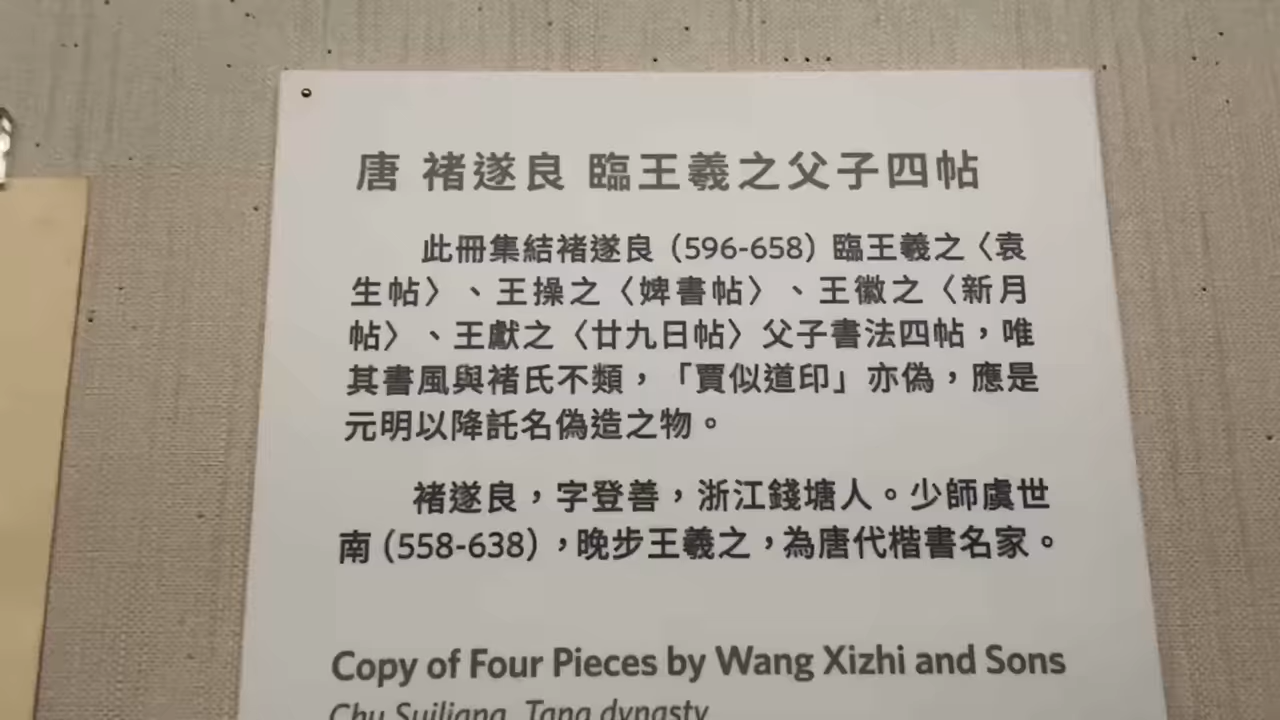 唐 褚遂良 臨王羲之父子四帖
此冊集結褚遂良（596-658）臨王羲之〈袁
生帖〉、王操之〈婢書帖〉、王徽之〈新月
帖〉、王獻之〈廿九日帖〉父子書法四帖，唯
其書風與褚氏不類，「賈似道印」亦偽，應是
元明以降託名偽造之物。
褚遂良，字登善，浙江錢塘人。少師虞世
南（558-638），晚步王羲之，為唐代楷書名家。
Copy of Four Pieces by Wang Xizhi and Sons
Chu Suiliang, Tang dynasty